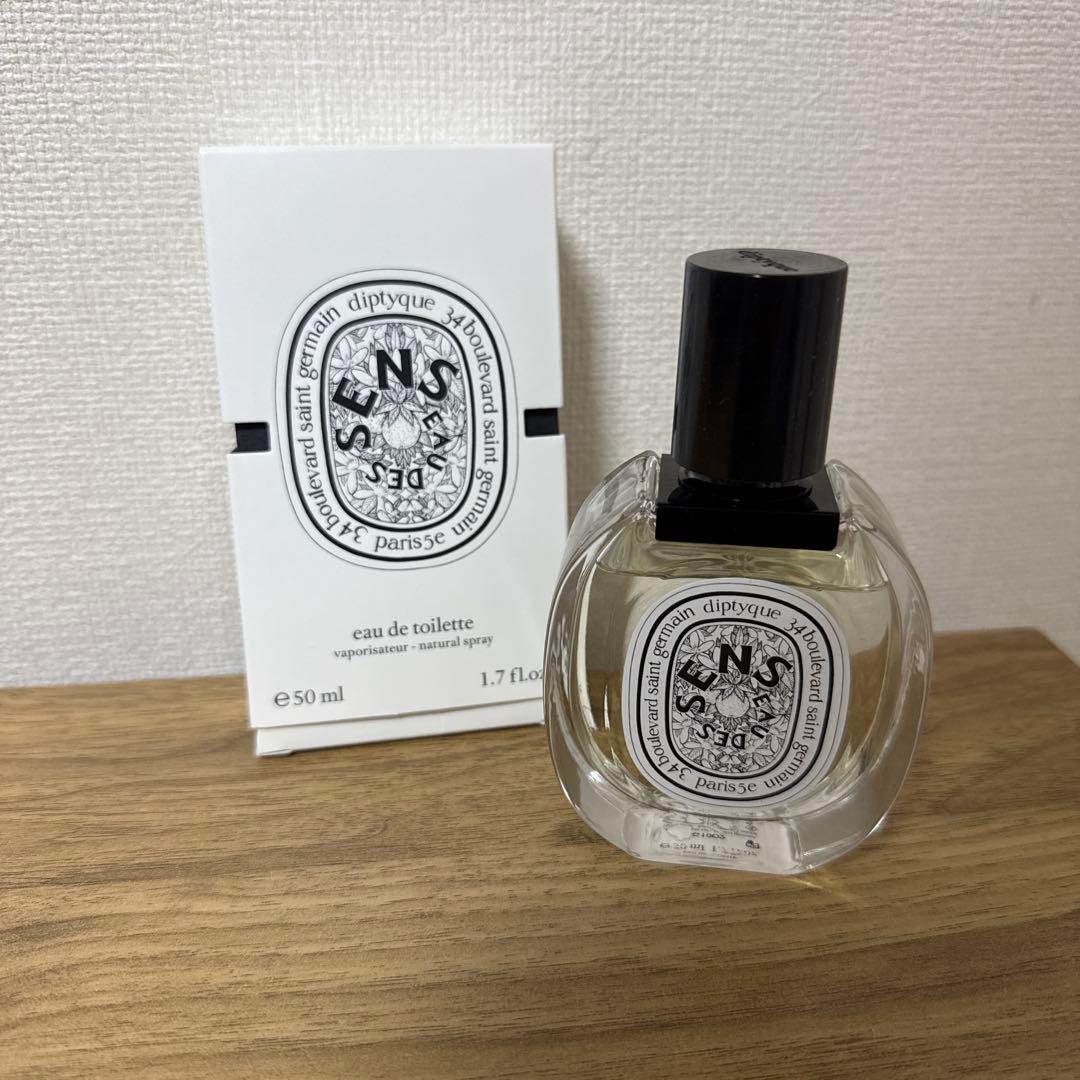 34 boulevard saint germain diptyque 34 boulevard saint germain
paris 5e
EAU DES SENS
eau de toilette
vaporisateur - natural spray
e 50 ml
1.7 fl.oz
diptyque
34 boulevard saint germain diptyque 34 boulevard saint germain
paris 5e
EAU DES SENS